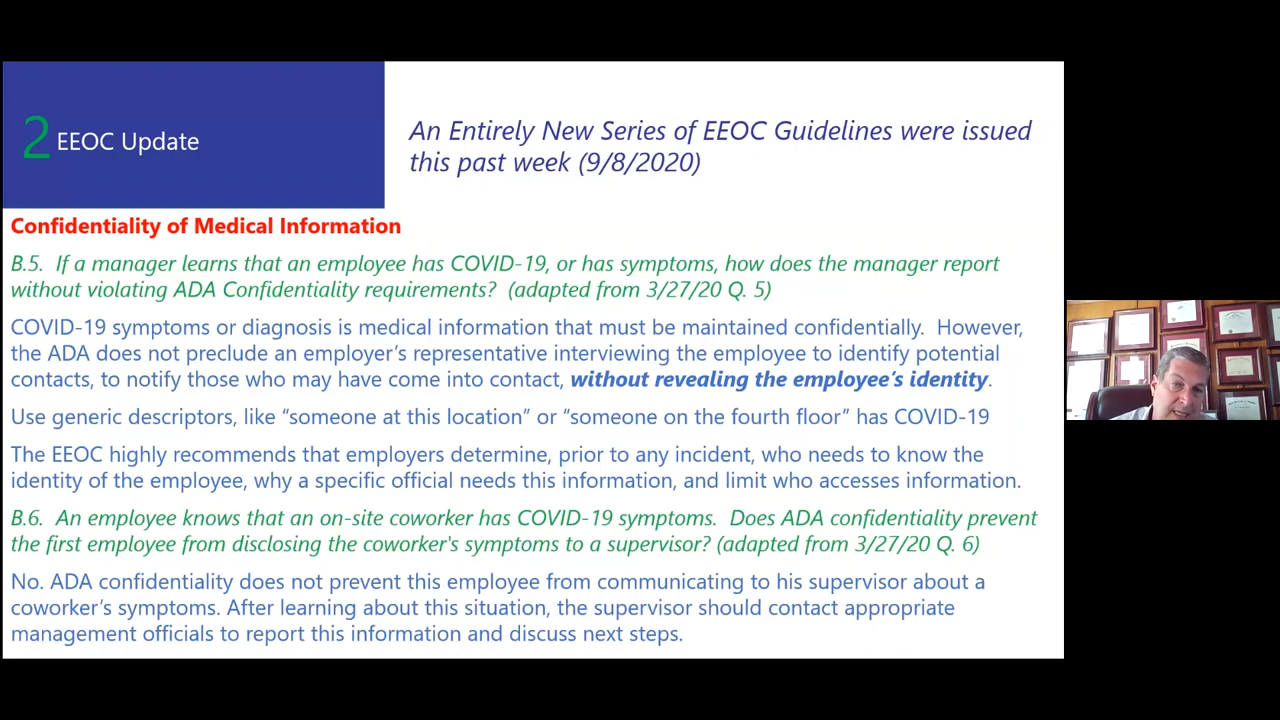 2 EEOC Update
An Entirely New Series of EEOC Guidelines were issued
this past week (9/8/2020)
Confidentiality of Medical Information
B.5. If a manager learns that an employee has COVID-19, or has symptoms, how does the manager report
without violating ADA Confidentiality requirements? (adapted from 3/27/20 Q. 5)
COVID-19 symptoms or diagnosis is medical information that must be maintained confidentially. However,
the ADA does not preclude an employer’s representative interviewing the employee to identify potential
contacts, to notify those who may have come into contact, without revealing the employee’s identity.
Use generic descriptors, like “someone at this location” or “someone on the fourth floor” has COVID-19
The EEOC highly recommends that employers determine, prior to any incident, who needs to know the
identity of the employee, why a specific official needs this information, and limit who accesses information.
B.6. An employee knows that an on-site coworker has COVID-19 symptoms. Does ADA confidentiality prevent
the first employee from disclosing the coworker's symptoms to a supervisor? (adapted from 3/27/20 Q. 6)
No. ADA confidentiality does not prevent this employee from communicating to his supervisor about a
coworker’s symptoms. After learning about this situation, the supervisor should contact appropriate
management officials to report this information and discuss next steps.